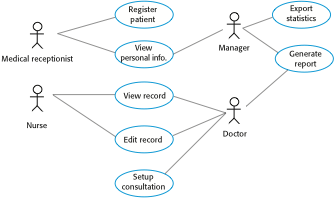 Register
patient
Export
statistics
Medical receptionist
View
personal info.
Manager
Generate
report
Nurse
View record
Edit record
Doctor
Setup
consultation